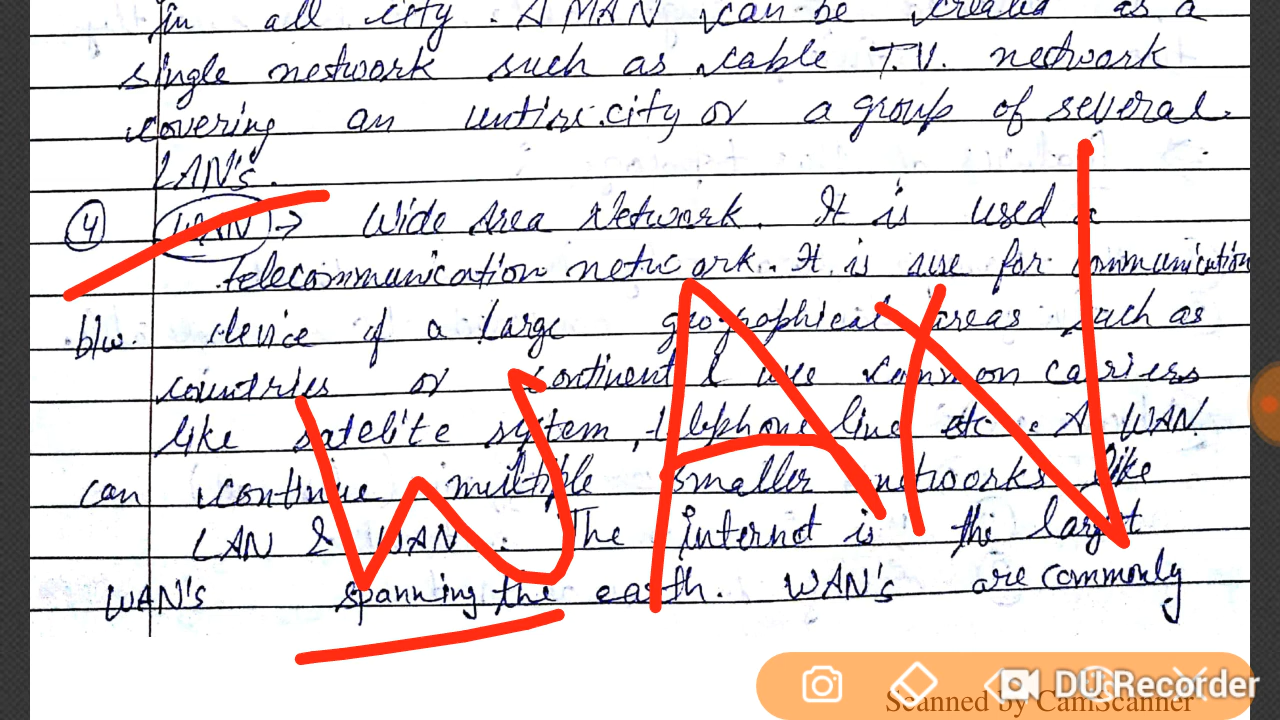 in all city. A MAN can be created as a
single network such as cable T.V. network
covering an entire city or a group of several
LAN's.
④ WAN → Wide Area Network. It is used a
telecommunication network. It is use for communication
b/w. device of a large geographical areas such as
countries or continent & use common carriers
like satelite system, telephone line etc. A WAN
can continue multiple smaller networks like
LAN & WAN. The internet is the largest
WAN's spanning the earth. WAN's are commonly
WAN
DU Recorder
Scanned by CamScanner